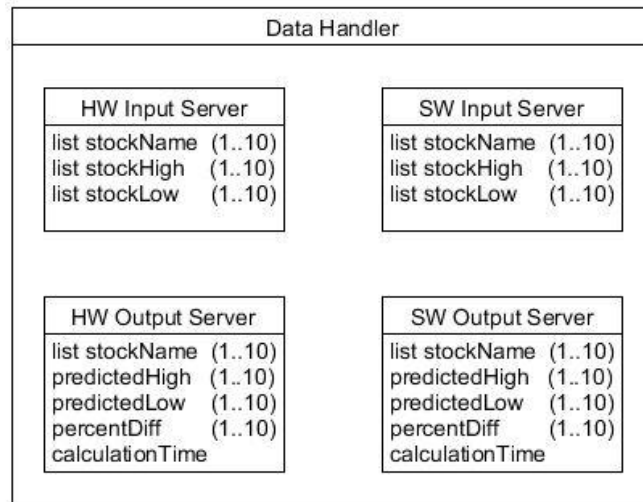 Data Handler
HW Input Server
list stockName (1..10)
list stockHigh (1..10)
list stockLow (1..10)
SW Input Server
list stockName (1..10)
list stockHigh (1..10)
list stockLow (1..10)
HW Output Server
list stockName (1..10)
predictedHigh (1..10)
predictedLow (1..10)
percentDiff (1..10)
calculationTime
SW Output Server
list stockName (1..10)
predictedHigh (1..10)
predictedLow (1..10)
percentDiff (1..10)
calculationTime